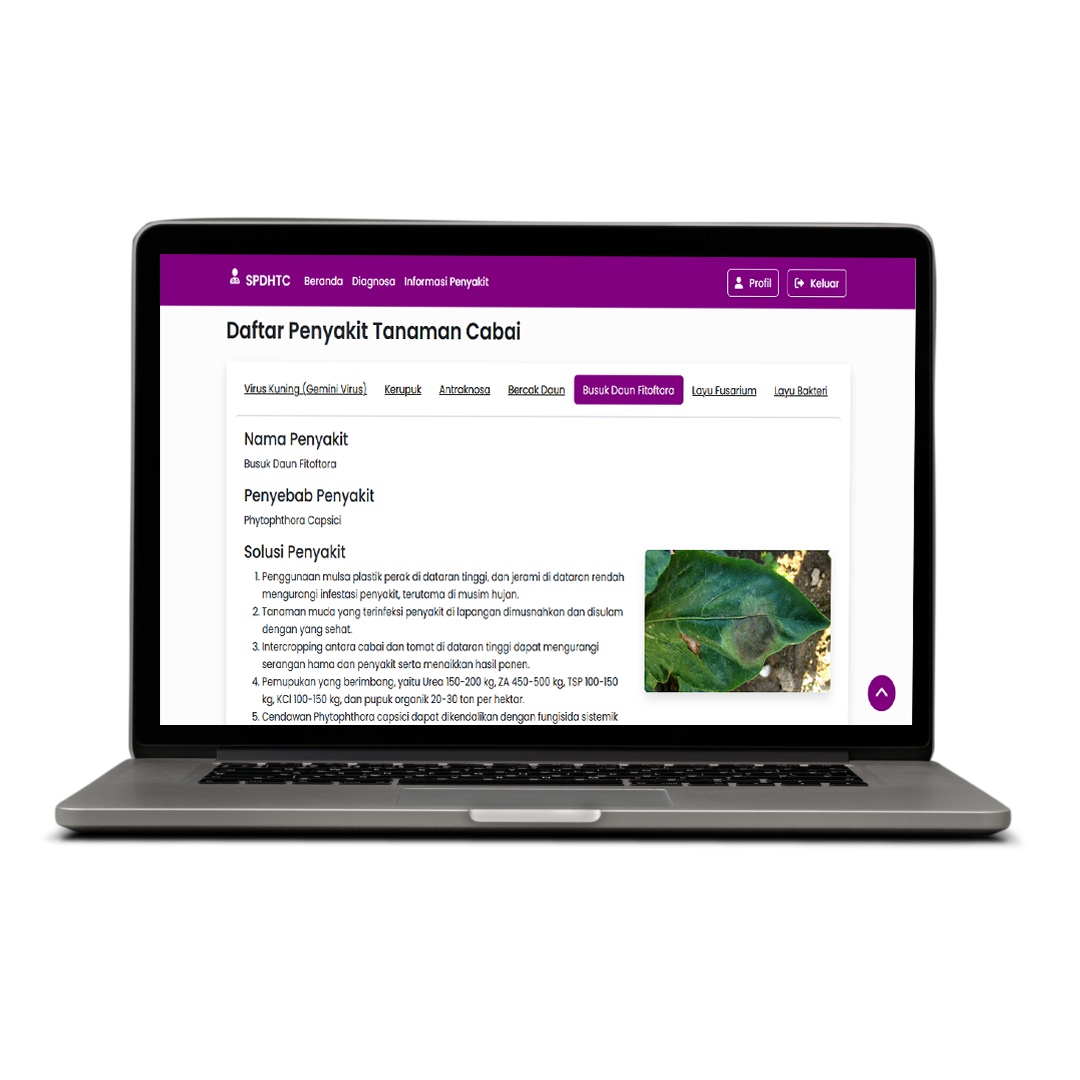 SPDHTC Beranda Diagnosa Informasi Penyakit Profil Keluar
Daftar Penyakit Tanaman Cabai
Virus Kuning (Gemini Virus) Kerupuk Antraknosa Bercak Daun Busuk Daun Fitoftora Layu Fusarium Layu Bakteri
Nama Penyakit
Busuk Daun Fitoftora
Penyebab Penyakit
Phytophthora Capsici
Solusi Penyakit
1. Penggunaan mulsa plastik perak di dataran tinggi, dan jerami di dataran rendah
mengurangi infestasi penyakit, terutama di musim hujan.
2. Tanaman muda yang terinfeksi penyakit di lapangan dimusnahkan dan disulam
dengan yang sehat.
3. Intercropping antara cabai dan tomat di dataran tinggi dapat mengurangi
serangan hama dan penyakit serta menaikkan hasil panen.
4. Pemupukan yang berimbang, yaitu Urea 150-200 kg, ZA 450-500 kg, TSP 100-150
kg, KCl 100-150 kg, dan pupuk organik 20-30 ton per hektar.
5. Cendawan Phytophthora capsici dapat dikendalikan dengan fungisida sistemik